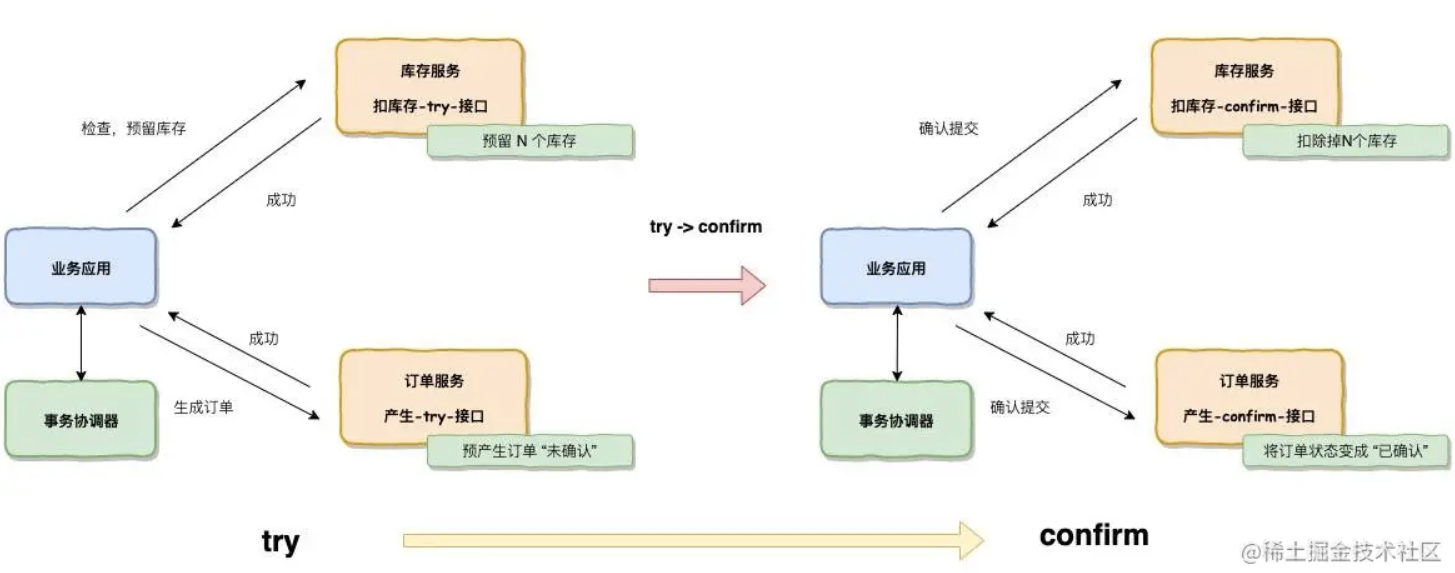 库存服务
扣库存-try-接口
预留 N 个库存
检查，预留库存
成功
业务应用
成功
生成订单
事务协调器
订单服务
产生-try-接口
预产生订单 “未确认”
try -> confirm
库存服务
扣库存-confirm-接口
扣除掉N个库存
确认提交
成功
业务应用
成功
确认提交
事务协调器
订单服务
产生-confirm-接口
将订单状态变成 “已确认”
try
confirm
@稀土掘金技术社区